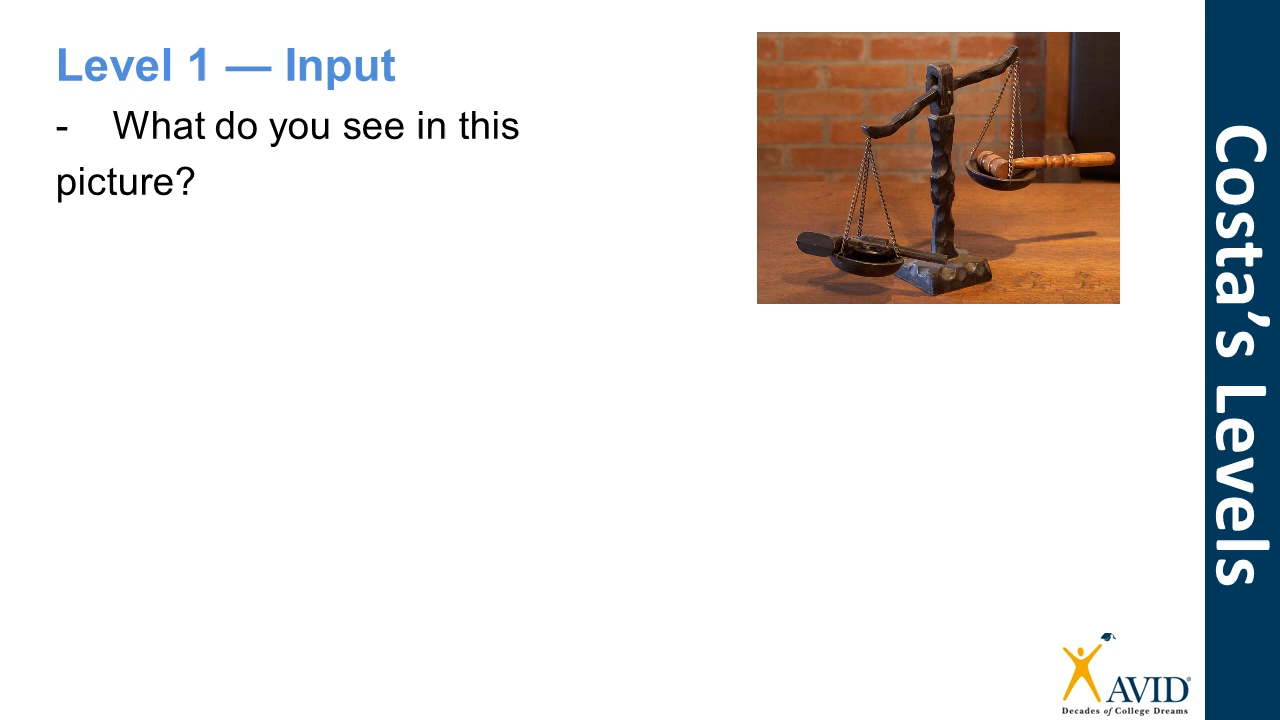 Level 1 — Input
- What do you see in this
picture?
Costa's Levels
AVID®
Decades of College Dreams